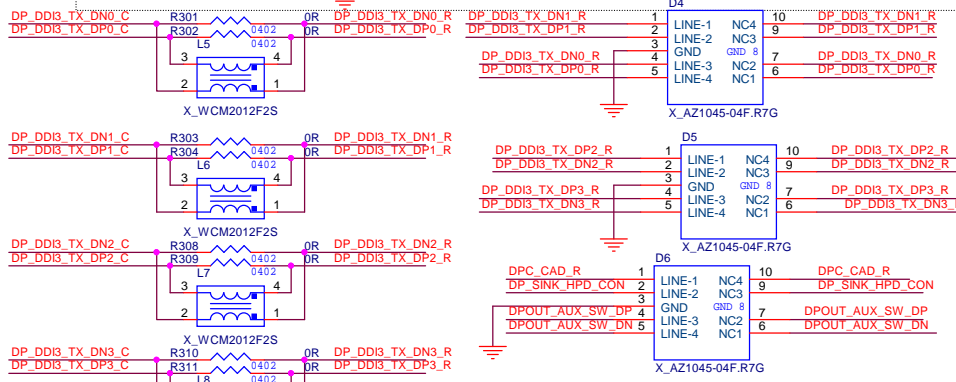 DP_DDI3_TX_DN0_C R301 0R DP_DDI3_TX_DN0_R
DP_DDI3_TX_DP0_C R302 0402 0R DP_DDI3_TX_DP0_R
L5 0402
3 4
2 1
X_WCM2012F2S
DP_DDI3_TX_DN1_C R303 0R DP_DDI3_TX_DN1_R
DP_DDI3_TX_DP1_C R304 0402 0R DP_DDI3_TX_DP1_R
L6 0402
3 4
2 1
X_WCM2012F2S
DP_DDI3_TX_DN2_C R308 0R DP_DDI3_TX_DN2_R
DP_DDI3_TX_DP2_C R309 0402 0R DP_DDI3_TX_DP2_R
L7 0402
3 4
2 1
X_WCM2012F2S
DP_DDI3_TX_DN3_C R310 0R DP_DDI3_TX_DN3_R
DP_DDI3_TX_DP3_C R311 0402 0R DP_DDI3_TX_DP3_R
L8 0402
D4
DP_DDI3_TX_DN1_R 1 LINE-1 NC4 10 DP_DDI3_TX_DN1_R
DP_DDI3_TX_DP1_R 2 LINE-2 NC3 9 DP_DDI3_TX_DP1_R
3 GND GND 8
DP_DDI3_TX_DN0_R 4 LINE-3 NC2 7 DP_DDI3_TX_DN0_R
DP_DDI3_TX_DP0_R 5 LINE-4 NC1 6 DP_DDI3_TX_DP0_R
X_AZ1045-04F.R7G
D5
DP_DDI3_TX_DP2_R 1 LINE-1 NC4 10 DP_DDI3_TX_DP2_R
DP_DDI3_TX_DN2_R 2 LINE-2 NC3 9 DP_DDI3_TX_DN2_R
3 GND GND 8
DP_DDI3_TX_DP3_R 4 LINE-3 NC2 7 DP_DDI3_TX_DP3_R
DP_DDI3_TX_DN3_R 5 LINE-4 NC1 6 DP_DDI3_TX_DN3_
X_AZ1045-04F.R7G
D6
DPC_CAD_R 1 LINE-1 NC4 10 DPC_CAD_R
DP_SINK_HPD_CON 2 LINE-2 NC3 9 DP_SINK_HPD_CON
3 GND GND 8
DPOUT_AUX_SW_DP 4 LINE-3 NC2 7 DPOUT_AUX_SW_DP
DPOUT_AUX_SW_DN 5 LINE-4 NC1 6 DPOUT_AUX_SW_DN
X_AZ1045-04F.R7G